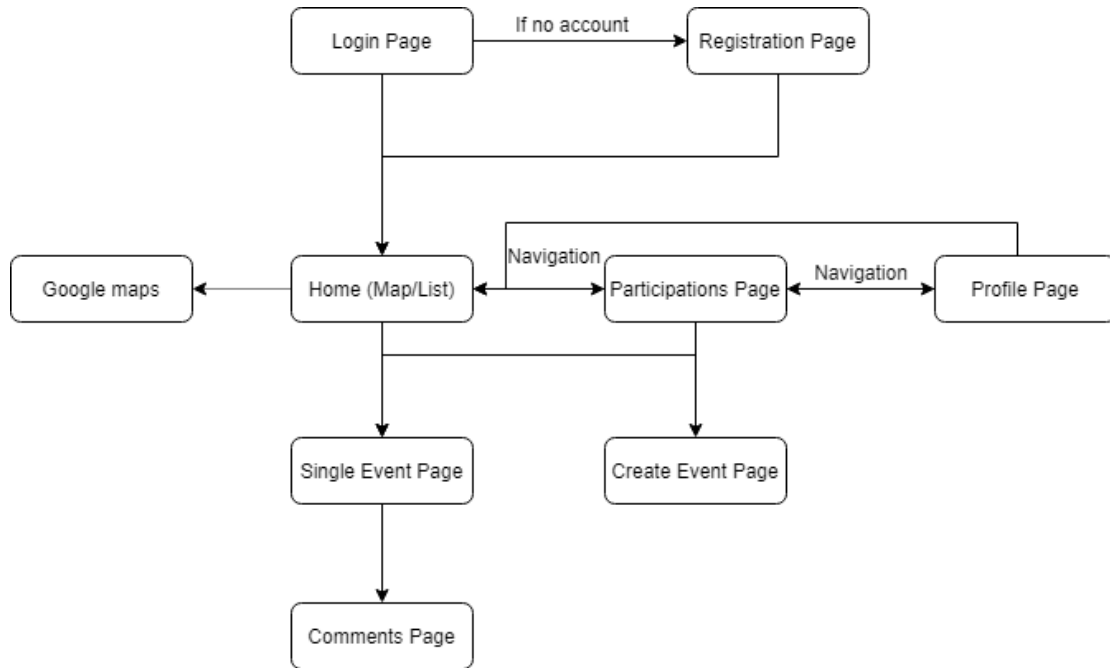 If no account
Login Page
Registration Page
Navigation
Navigation
Google maps
Home (Map/List)
Participations Page
Profile Page
Single Event Page
Create Event Page
Comments Page